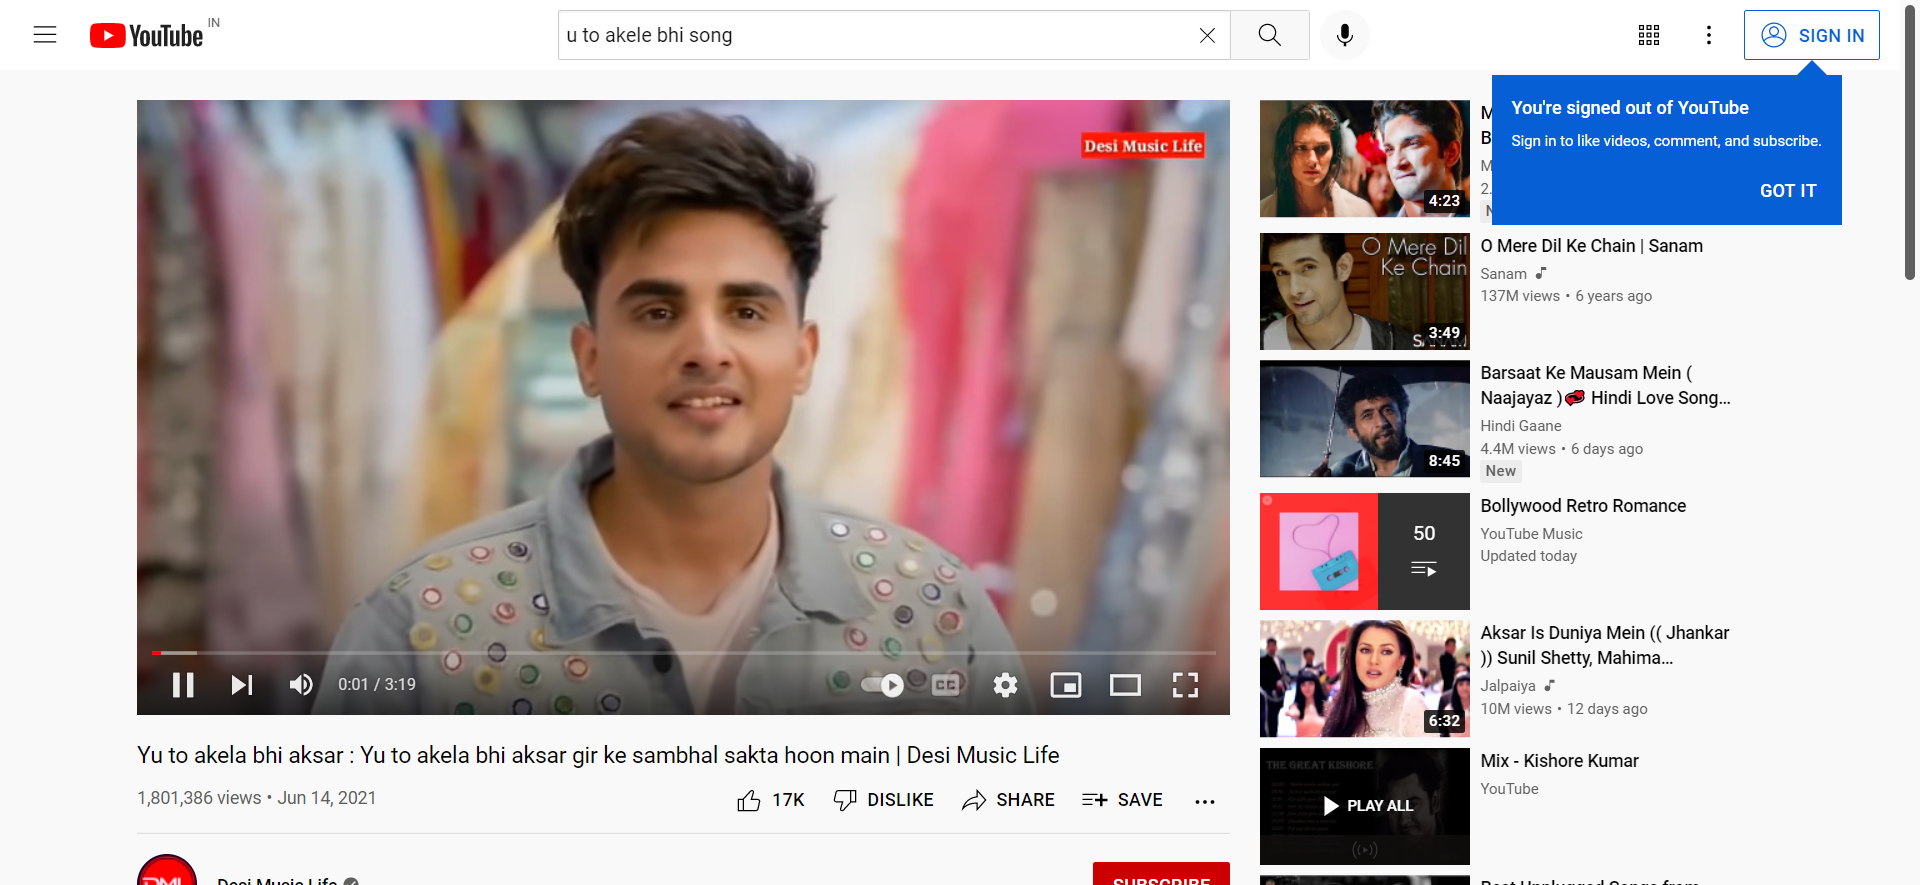 YouTube IN
u to akele bhi song
SIGN IN
You're signed out of YouTube
Sign in to like videos, comment, and subscribe.
GOT IT
Desi Music Life
0:01 / 3:19
CC
Yu to akela bhi aksar : Yu to akela bhi aksar gir ke sambhal sakta hoon main | Desi Music Life
1,801,386 views • Jun 14, 2021
17K
DISLIKE
SHARE
SAVE
DML
Desi Music Life
SUBSCRIBE
4:23
M
B
M
2.
N
O Mere Dil
Ke Chain
SANAM
3:49
O Mere Dil Ke Chain | Sanam
Sanam
137M views • 6 years ago
8:45
Barsaat Ke Mausam Mein (
Naajayaz )💞 Hindi Love Song...
Hindi Gaane
4.4M views • 6 days ago
New
50
Bollywood Retro Romance
YouTube Music
Updated today
6:32
Aksar Is Duniya Mein (( Jhankar
)) Sunil Shetty, Mahima...
Jalpaiya
10M views • 12 days ago
THE GREAT KISHORE
PLAY ALL
Mix - Kishore Kumar
YouTube
Best Unplugged Songs from